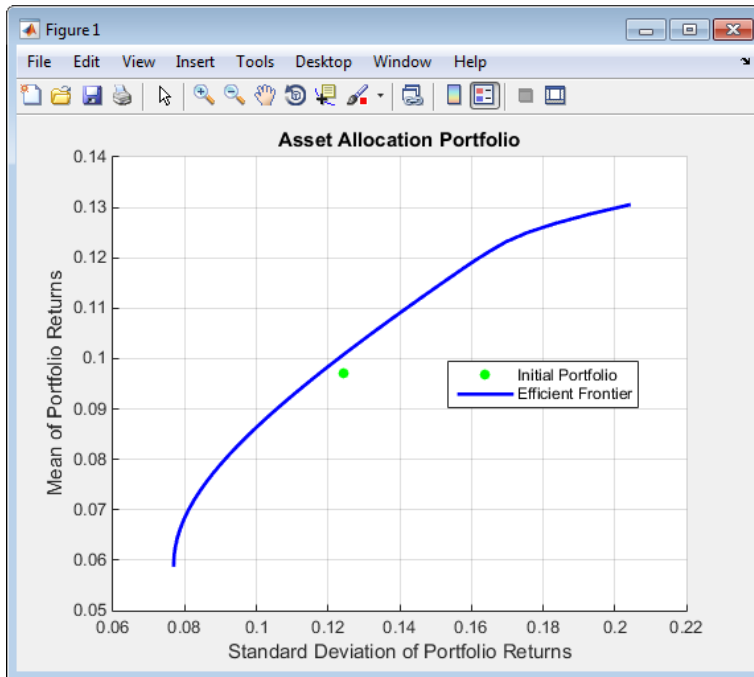 Figure 1
File Edit View Insert Tools Desktop Window Help
Asset Allocation Portfolio
0.14
0.13
0.12
0.11
0.1
0.09
0.08
0.07
0.06
0.05
Mean of Portfolio Returns
Initial Portfolio
Efficient Frontier
0.06 0.08 0.1 0.12 0.14 0.16 0.18 0.2 0.22
Standard Deviation of Portfolio Returns